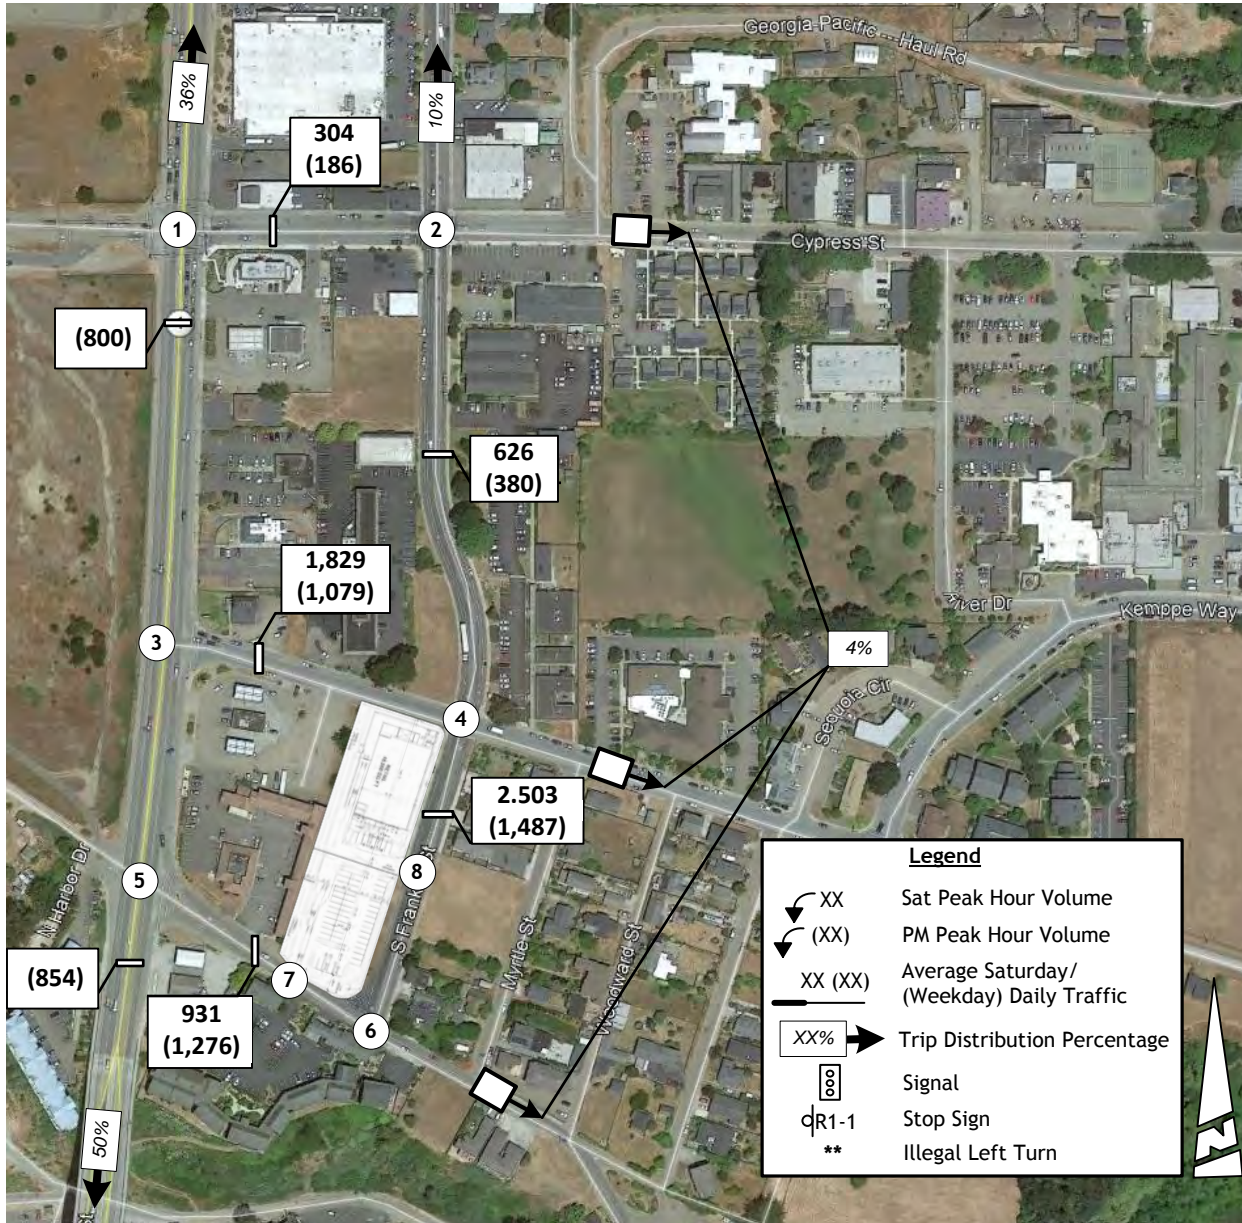 Georgia Pacific Haul Rd
36%
10%
304
(186)
1
2
Cypress St
(800)
626
(380)
1,829
(1,079)
River Dr
Kemppe Way
3
4%
Sequoia Cir
4
2.503
(1,487)
N Harbor Dr
5
8
S Frank St
Myrtle St
Woodward St
(854)
7
931
(1,276)
6
50%
St
Legend
XX Sat Peak Hour Volume
(XX) PM Peak Hour Volume
XX (XX) Average Saturday/
(Weekday) Daily Traffic
XX% Trip Distribution Percentage
Signal
R1-1 Stop Sign
** Illegal Left Turn
N